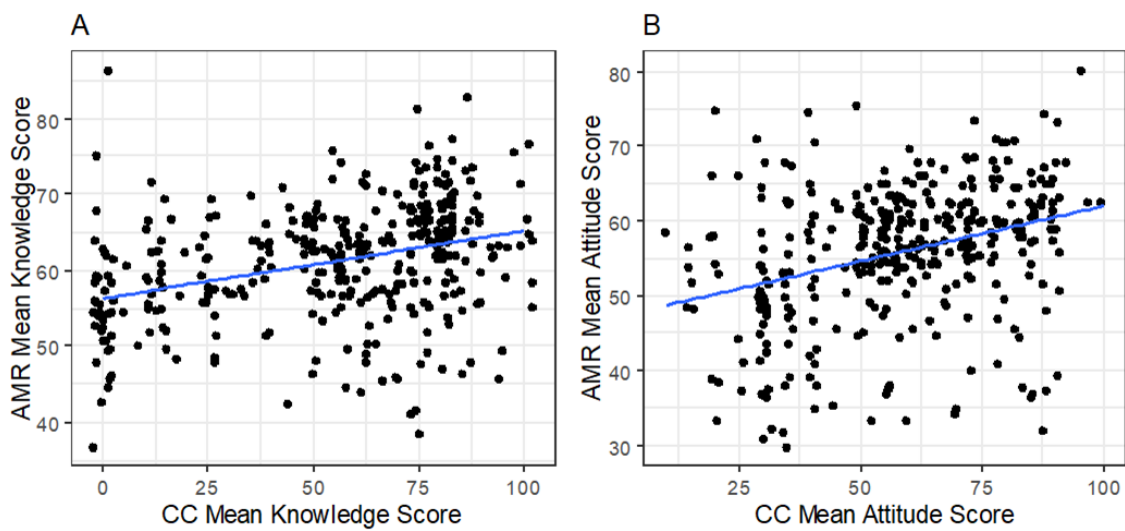 A
AMR Mean Knowledge Score
80
70
60
50
40
0 25 50 75 100
CC Mean Knowledge Score
B
AMR Mean Attitude Score
80
70
60
50
40
30
25 50 75 100
CC Mean Attitude Score